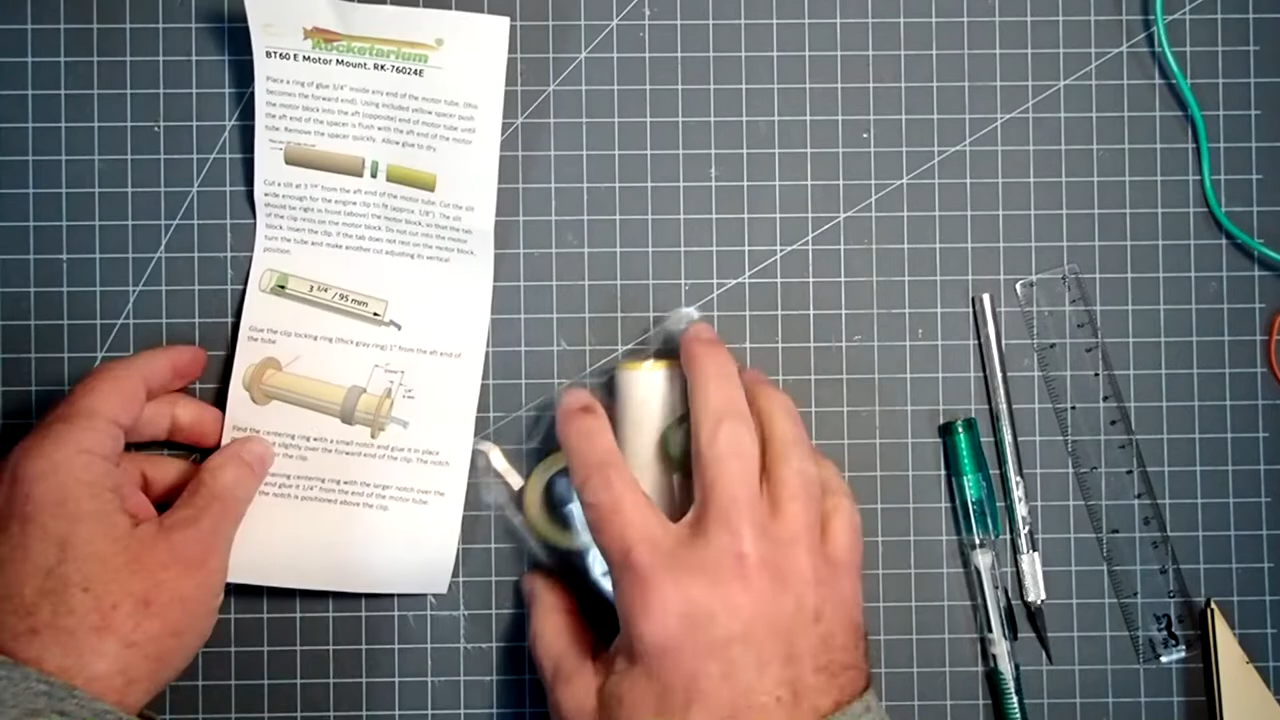 Rocketarium
BT60 E Motor Mount. RK-76024E
Place a ring of glue 3/4" inside any end of the motor tube. (this
becomes the forward end). Using included yellow spacer push
the motor block into the aft (opposite) end of motor tube until
the aft end of the spacer is flush with the aft end of the motor
tube. Remove the spacer quickly. Allow glue to dry.
Cut a slit at 3 3/4" from the aft end of the motor tube. Cut the slit
wide enough for the engine clip to fit (approx. 1/8"). The slit
should be right in front (above) the motor block, so that the tab
of the clip rests on the motor block. Do not cut into the motor
block. Insert the clip. If the tab does not rest on the motor block,
turn the tube and make another cut adjusting its vertical
position.
3 3/4" / 95 mm
Glue the clip locking ring (thick gray ring) 1" from the aft end of
the tube
Find the centering ring with a small notch and glue it in place
slightly over the forward end of the clip. The notch
for the clip.
centering ring with the larger notch over the
and glue it 1/4" from the end of the motor tube.
the notch is positioned above the clip.